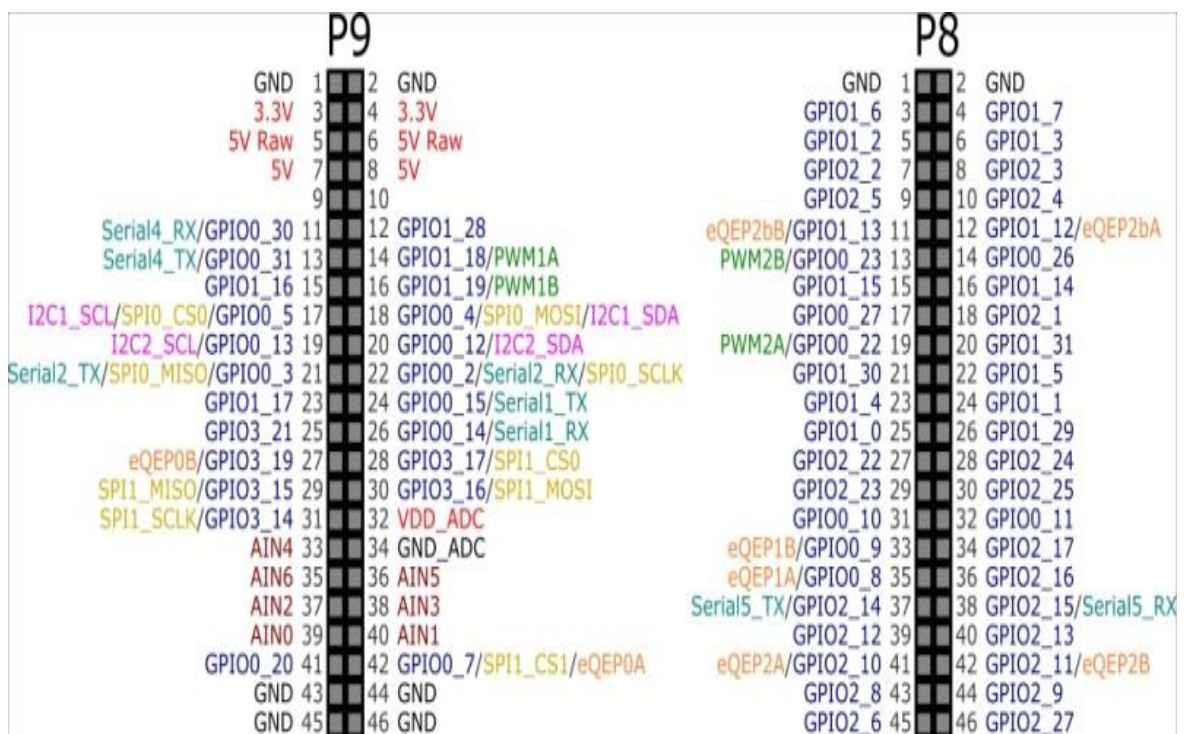 P9 P8
GND 1 2 GND GND 1 2 GND
3.3V 3 4 3.3V GPIO1_6 3 4 GPIO1_7
5V Raw 5 6 5V Raw GPIO1_2 5 6 GPIO1_3
5V 7 8 5V GPIO2_2 7 8 GPIO2_3
9 10 GPIO2_5 9 10 GPIO2_4
Serial4_RX/GPIO0_30 11 12 GPIO1_28 eQEP2bB/GPIO1_13 11 12 GPIO1_12/eQEP2bA
Serial4_TX/GPIO0_31 13 14 GPIO1_18/PWM1A PWM2B/GPIO0_23 13 14 GPIO0_26
GPIO1_16 15 16 GPIO1_19/PWM1B GPIO1_15 15 16 GPIO1_14
I2C1_SCL/SPI0_CS0/GPIO0_5 17 18 GPIO0_4/SPI0_MOSI/I2C1_SDA GPIO0_27 17 18 GPIO2_1
I2C2_SCL/GPIO0_13 19 20 GPIO0_12/I2C2_SDA PWM2A/GPIO0_22 19 20 GPIO1_31
Serial2_TX/SPI0_MISO/GPIO0_3 21 22 GPIO0_2/Serial2_RX/SPI0_SCLK GPIO1_30 21 22 GPIO1_5
GPIO1_17 23 24 GPIO0_15/Serial1_TX GPIO1_4 23 24 GPIO1_1
GPIO3_21 25 26 GPIO0_14/Serial1_RX GPIO1_0 25 26 GPIO1_29
eQEP0B/GPIO3_19 27 28 GPIO3_17/SPI1_CS0 GPIO2_22 27 28 GPIO2_24
SPI1_MISO/GPIO3_15 29 30 GPIO3_16/SPI1_MOSI GPIO2_23 29 30 GPIO2_25
SPI1_SCLK/GPIO3_14 31 32 VDD_ADC GPIO0_10 31 32 GPIO0_11
AIN4 33 34 GND_ADC eQEP1B/GPIO0_9 33 34 GPIO2_17
AIN6 35 36 AIN5 eQEP1A/GPIO0_8 35 36 GPIO2_16
AIN2 37 38 AIN3 Serial5_TX/GPIO2_14 37 38 GPIO2_15/Serial5_RX
AIN0 39 40 AIN1 GPIO2_12 39 40 GPIO2_13
GPIO0_20 41 42 GPIO0_7/SPI1_CS1/eQEP0A eQEP2A/GPIO2_10 41 42 GPIO2_11/eQEP2B
GND 43 44 GND GPIO2_8 43 44 GPIO2_9
GND 45 46 GND GPIO2_6 45 46 GPIO2_27